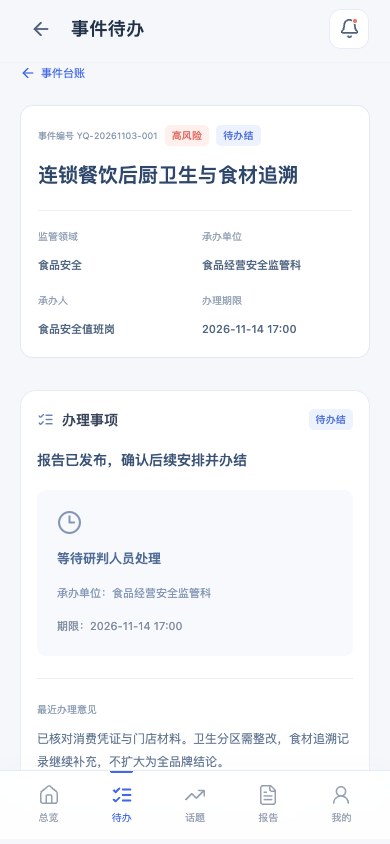 事件待办
事件台账
事件编号 YQ-20261103-001 高风险 待办结
连锁餐饮后厨卫生与食材追溯
监管领域 承办单位
食品安全 食品经营安全监管科
承办人 办理期限
食品安全值班岗 2026-11-14 17:00
办理事项 待办结
报告已发布，确认后续安排并办结
等待研判人员处理
承办单位：食品经营安全监管科
期限：2026-11-14 17:00
最近办理意见
已核对消费凭证与门店材料。卫生分区需整改，食材追溯记
录继续补充，不扩大为全品牌结论。
总览 待办 话题 报告 我的